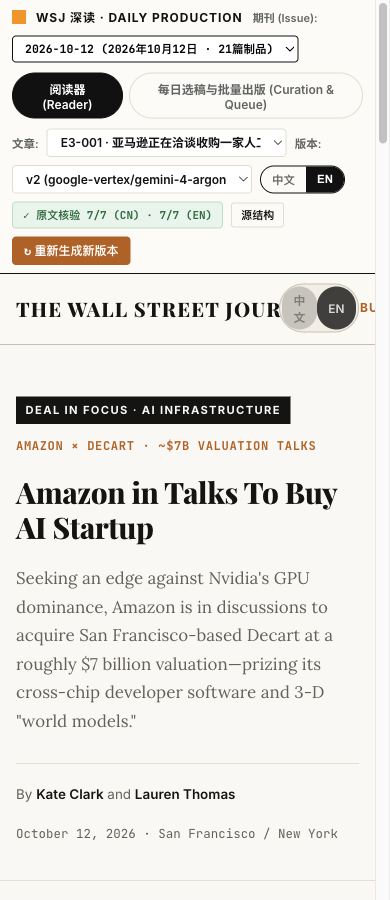 WSJ 深读 · DAILY PRODUCTION 期刊 (Issue):
2026-10-12 (2026年10月12日 · 21篇制品)
阅读器 (Reader)
每日选稿与批量出版 (Curation & Queue)
文章: E3-001 · 亚马逊正在洽谈收购一家人工 版本:
v2 (google-vertex/gemini-4-argon 中文 EN
✓ 原文核验 7/7 (CN) · 7/7 (EN) 源结构
↻ 重新生成新版本
THE WALL STREET JOUR 中文 EN BU
DEAL IN FOCUS · AI INFRASTRUCTURE
AMAZON × DECART · ~$7B VALUATION TALKS
Amazon in Talks To Buy
AI Startup
Seeking an edge against Nvidia's GPU
dominance, Amazon is in discussions to
acquire San Francisco-based Decart at a
roughly $7 billion valuation—prizing its
cross-chip developer software and 3-D
"world models."
By Kate Clark and Lauren Thomas
October 12, 2026 · San Francisco / New York